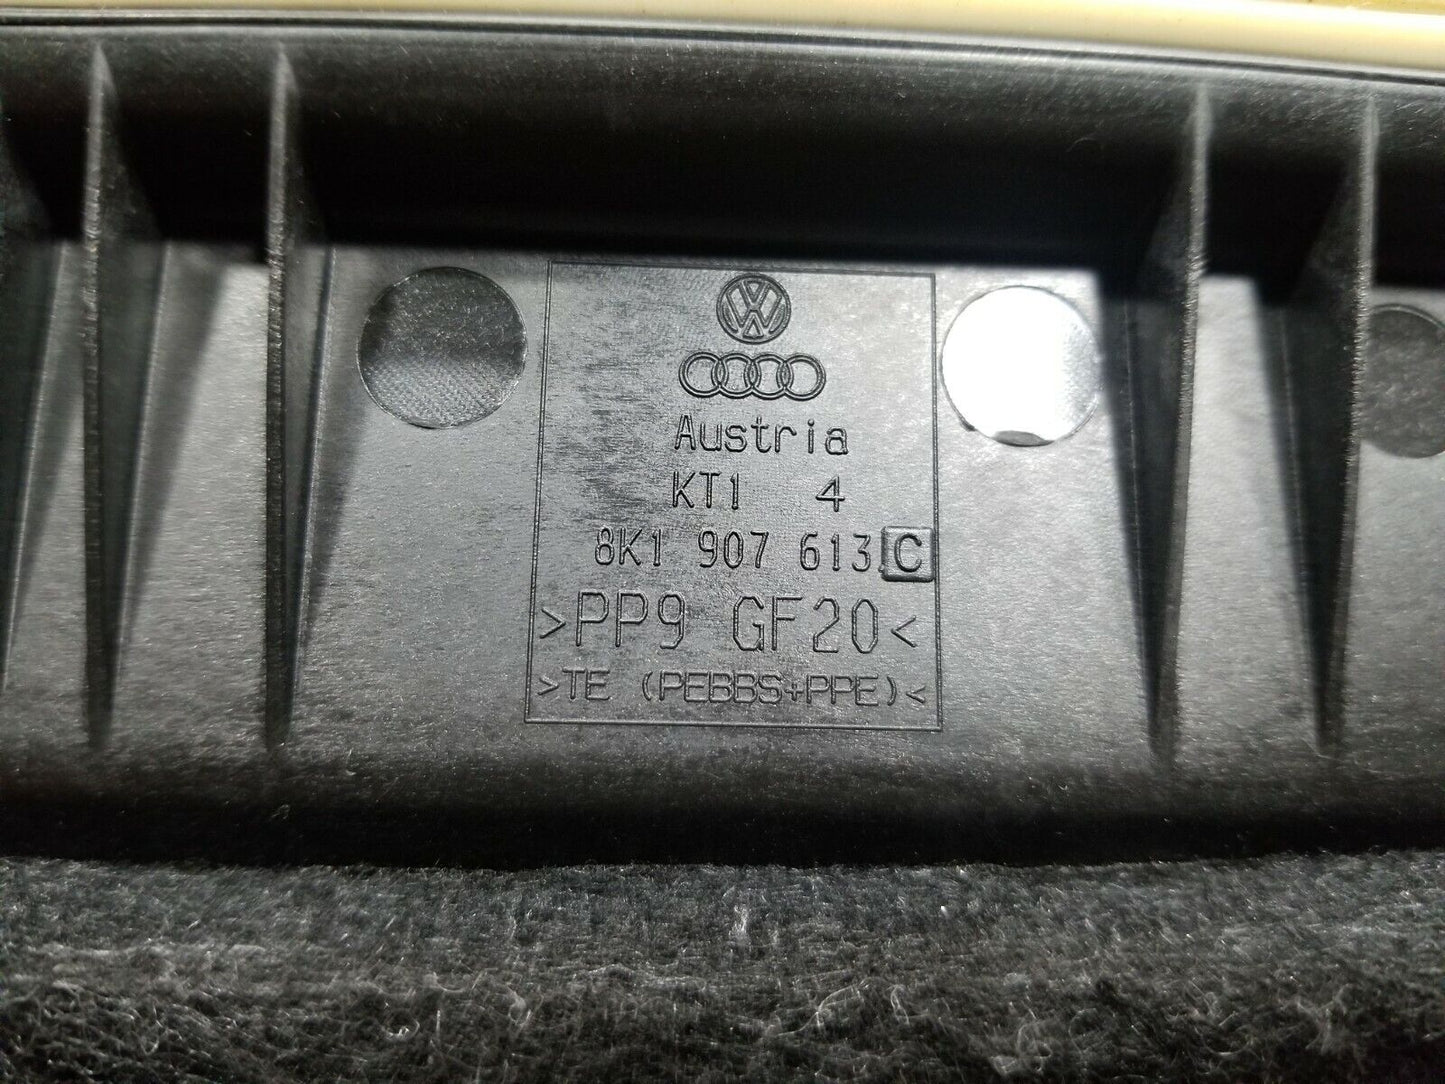 Austria
KT1 4
8K1 907 613 C
>PP9 GF20<
>TE (PEBBS+PPE)<